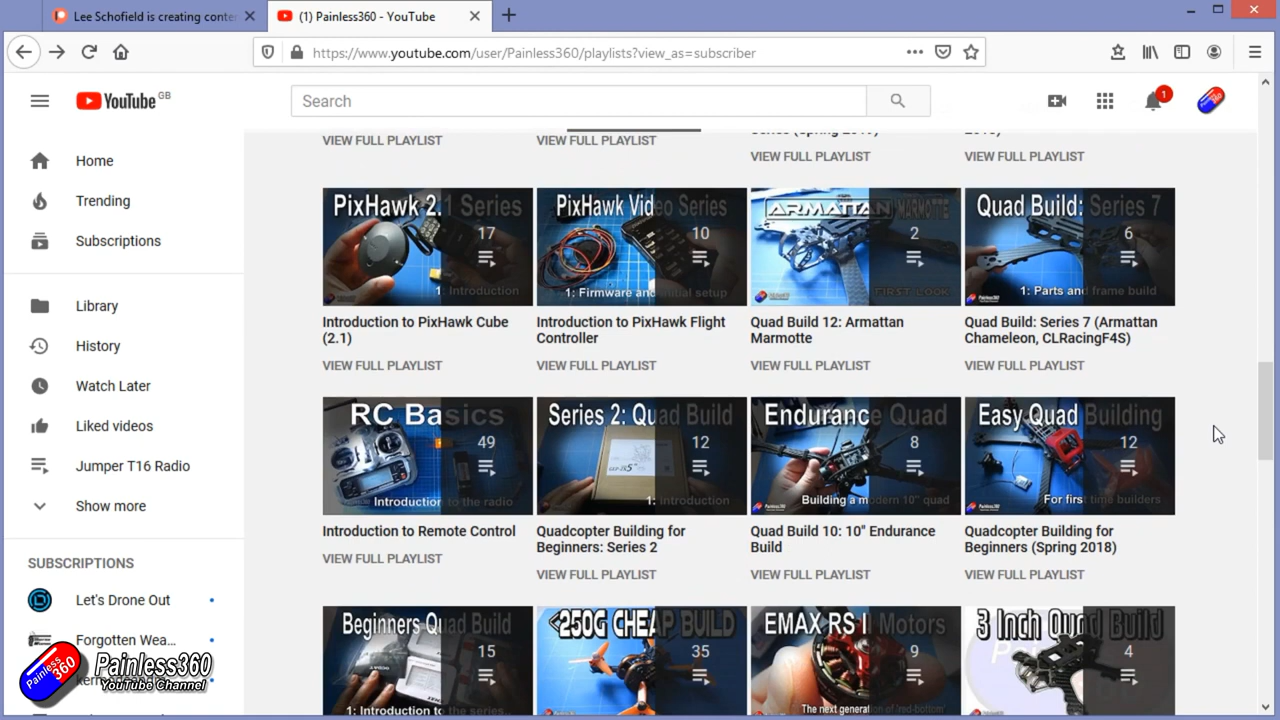 Lee Schofield is creating conte
(1) Painless360 - YouTube
https://www.youtube.com/user/Painless360/playlists?view_as=subscriber
YouTube GB
Search
1
Home
Trending
Subscriptions
Library
History
Watch Later
Liked videos
Jumper T16 Radio
Show more
SUBSCRIPTIONS
Let's Drone Out
Forgotten Wea...
Painless360
Painless360
YouTube Channel
VIEW FULL PLAYLIST
VIEW FULL PLAYLIST
VIEW FULL PLAYLIST
VIEW FULL PLAYLIST
PixHawk 2.1 Series
17
1: Introduction
Introduction to PixHawk Cube
(2.1)
VIEW FULL PLAYLIST
PixHawk Video Series
10
1: Firmware and initial setup
Introduction to PixHawk Flight
Controller
VIEW FULL PLAYLIST
ARMATTAN MARMOTTE
2
FIRST LOOK
Quad Build 12: Armattan
Marmotte
VIEW FULL PLAYLIST
Quad Build: Series 7
6
1: Parts and frame build
Quad Build: Series 7 (Armattan
Chameleon, CLRacingF4S)
VIEW FULL PLAYLIST
RC Basics
49
Introduction to the radio
Introduction to Remote Control
VIEW FULL PLAYLIST
Series 2: Quad Build
12
1: Introduction
Quadcopter Building for
Beginners: Series 2
VIEW FULL PLAYLIST
Endurance Quad
8
Building a modern 10" quad
Quad Build 10: 10" Endurance
Build
VIEW FULL PLAYLIST
Easy Quad Building
12
For first time builders
Quadcopter Building for
Beginners (Spring 2018)
VIEW FULL PLAYLIST
Beginners Quad Build
15
1: Introduction to the series..
250G CHEAP BUILD
35
EMAX RS I Motors
9
The next generation of 'red-bottom'
3 Inch Quad Build
4